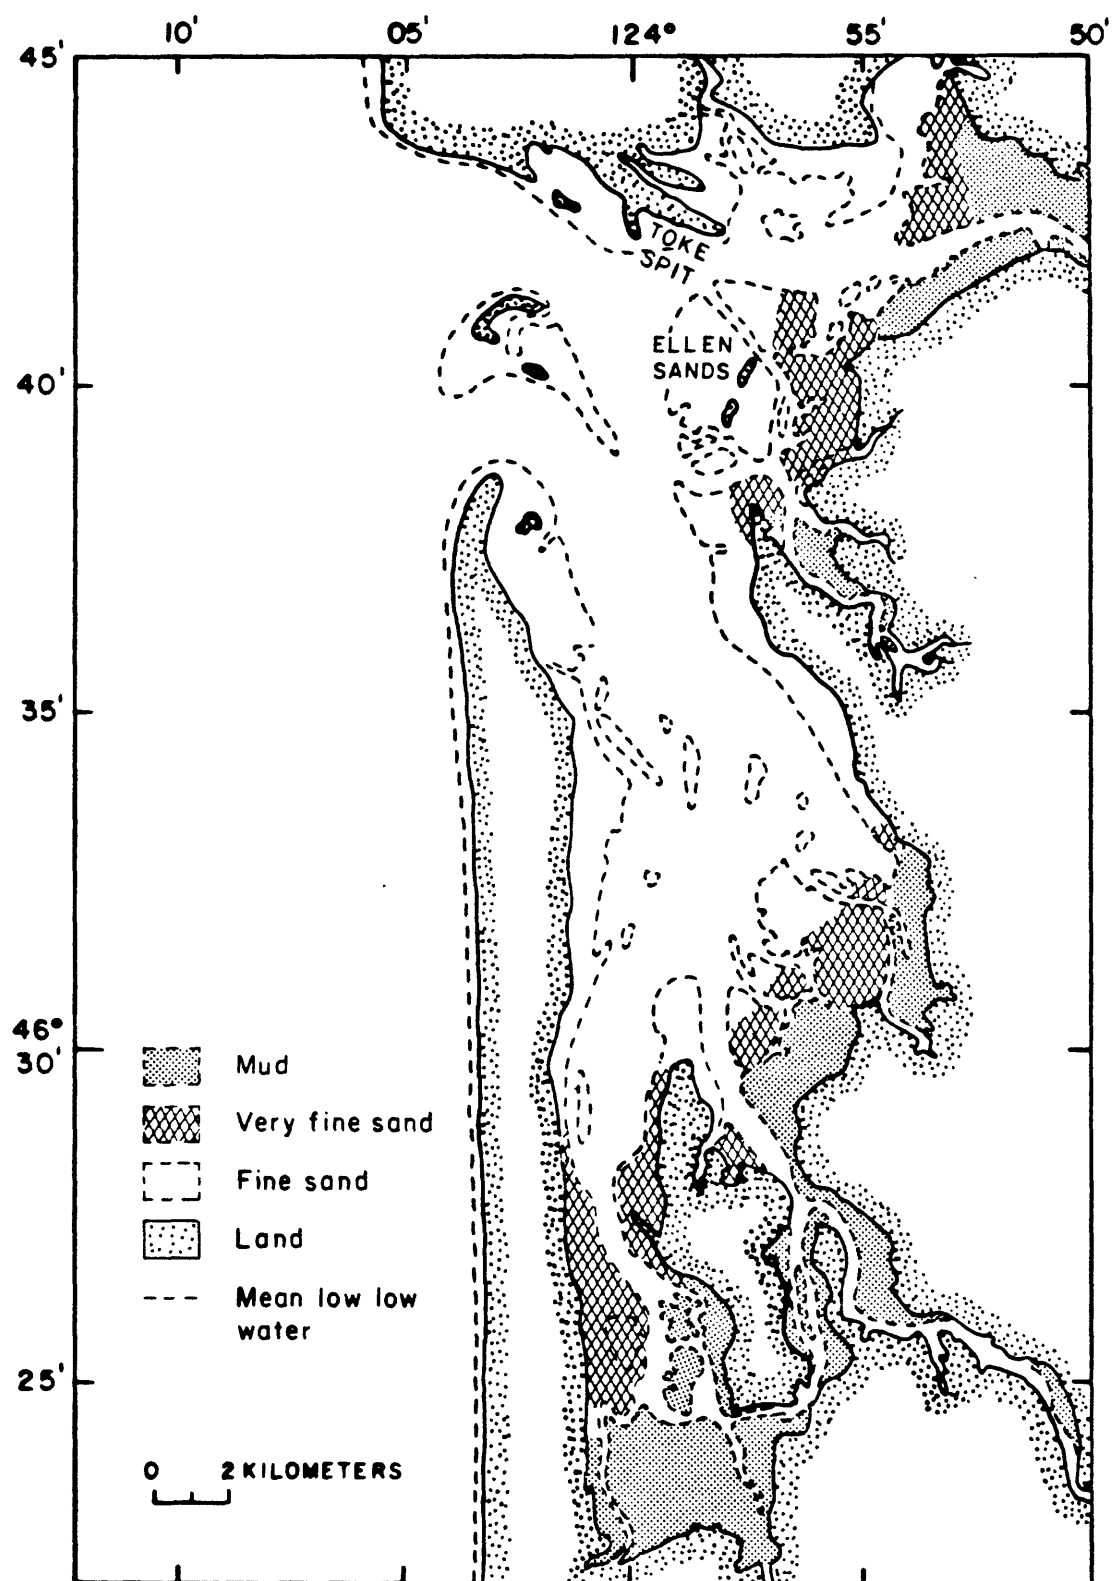 10' 05' 124° 55' 50'
45'
TOKE
SPIT
ELLEN
SANDS
40'
35'
46°
30'
Mud
Very fine sand
Fine sand
Land
Mean low low
water
25'
0 2 KILOMETERS